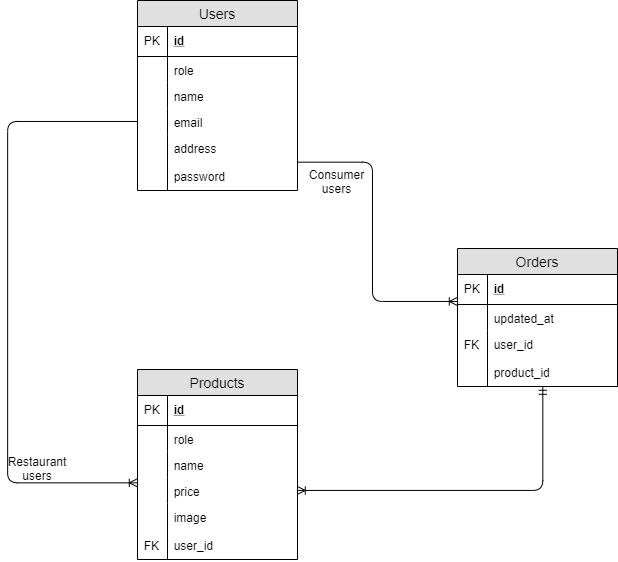 Users
PK id
role
name
email
address
password
Consumer
users
Orders
PK id
updated_at
FK user_id
product_id
Products
PK id
role
name
price
image
FK user_id
Restaurant
users